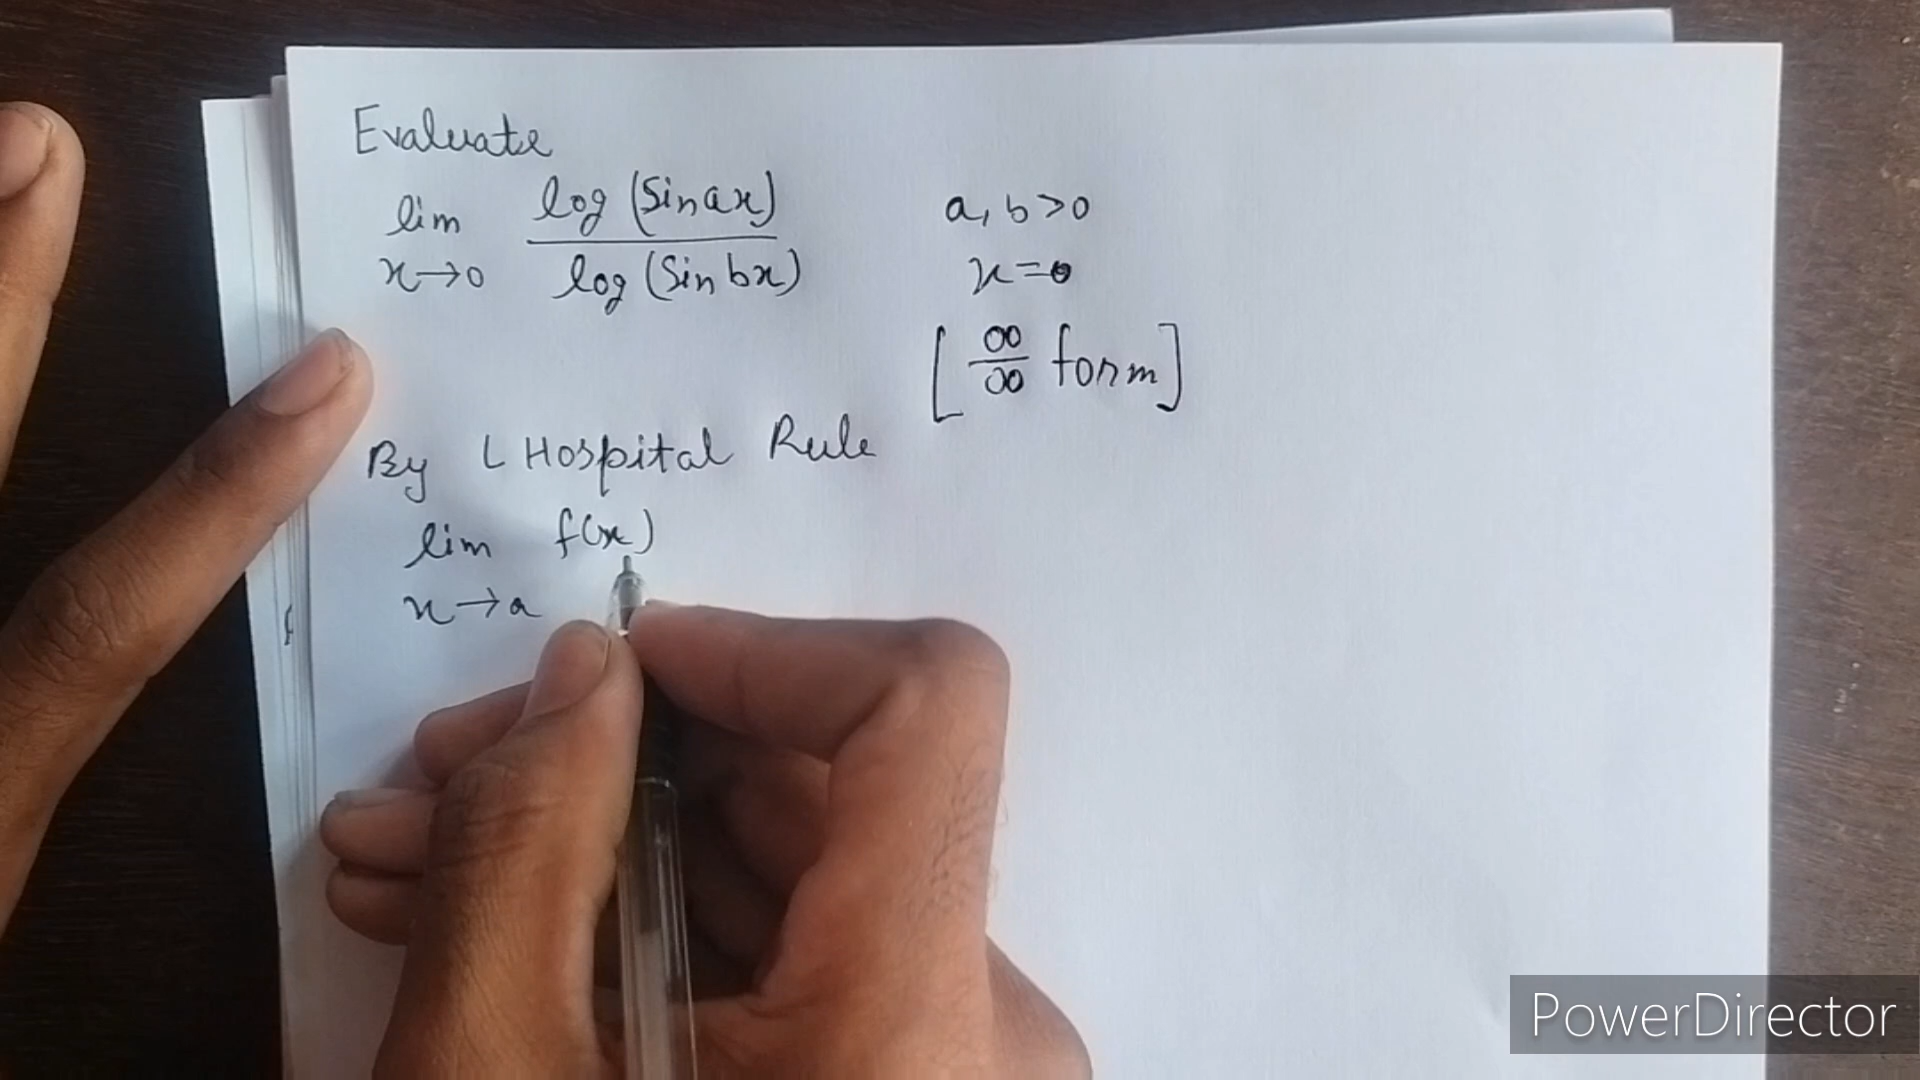 Evaluate
lim log (Sin ax)
x→0 log (Sin bx)
a, b >0
x=0
[ ∞/∞ form ]
By L Hospital Rule
lim f(x)
x→a
PowerDirector